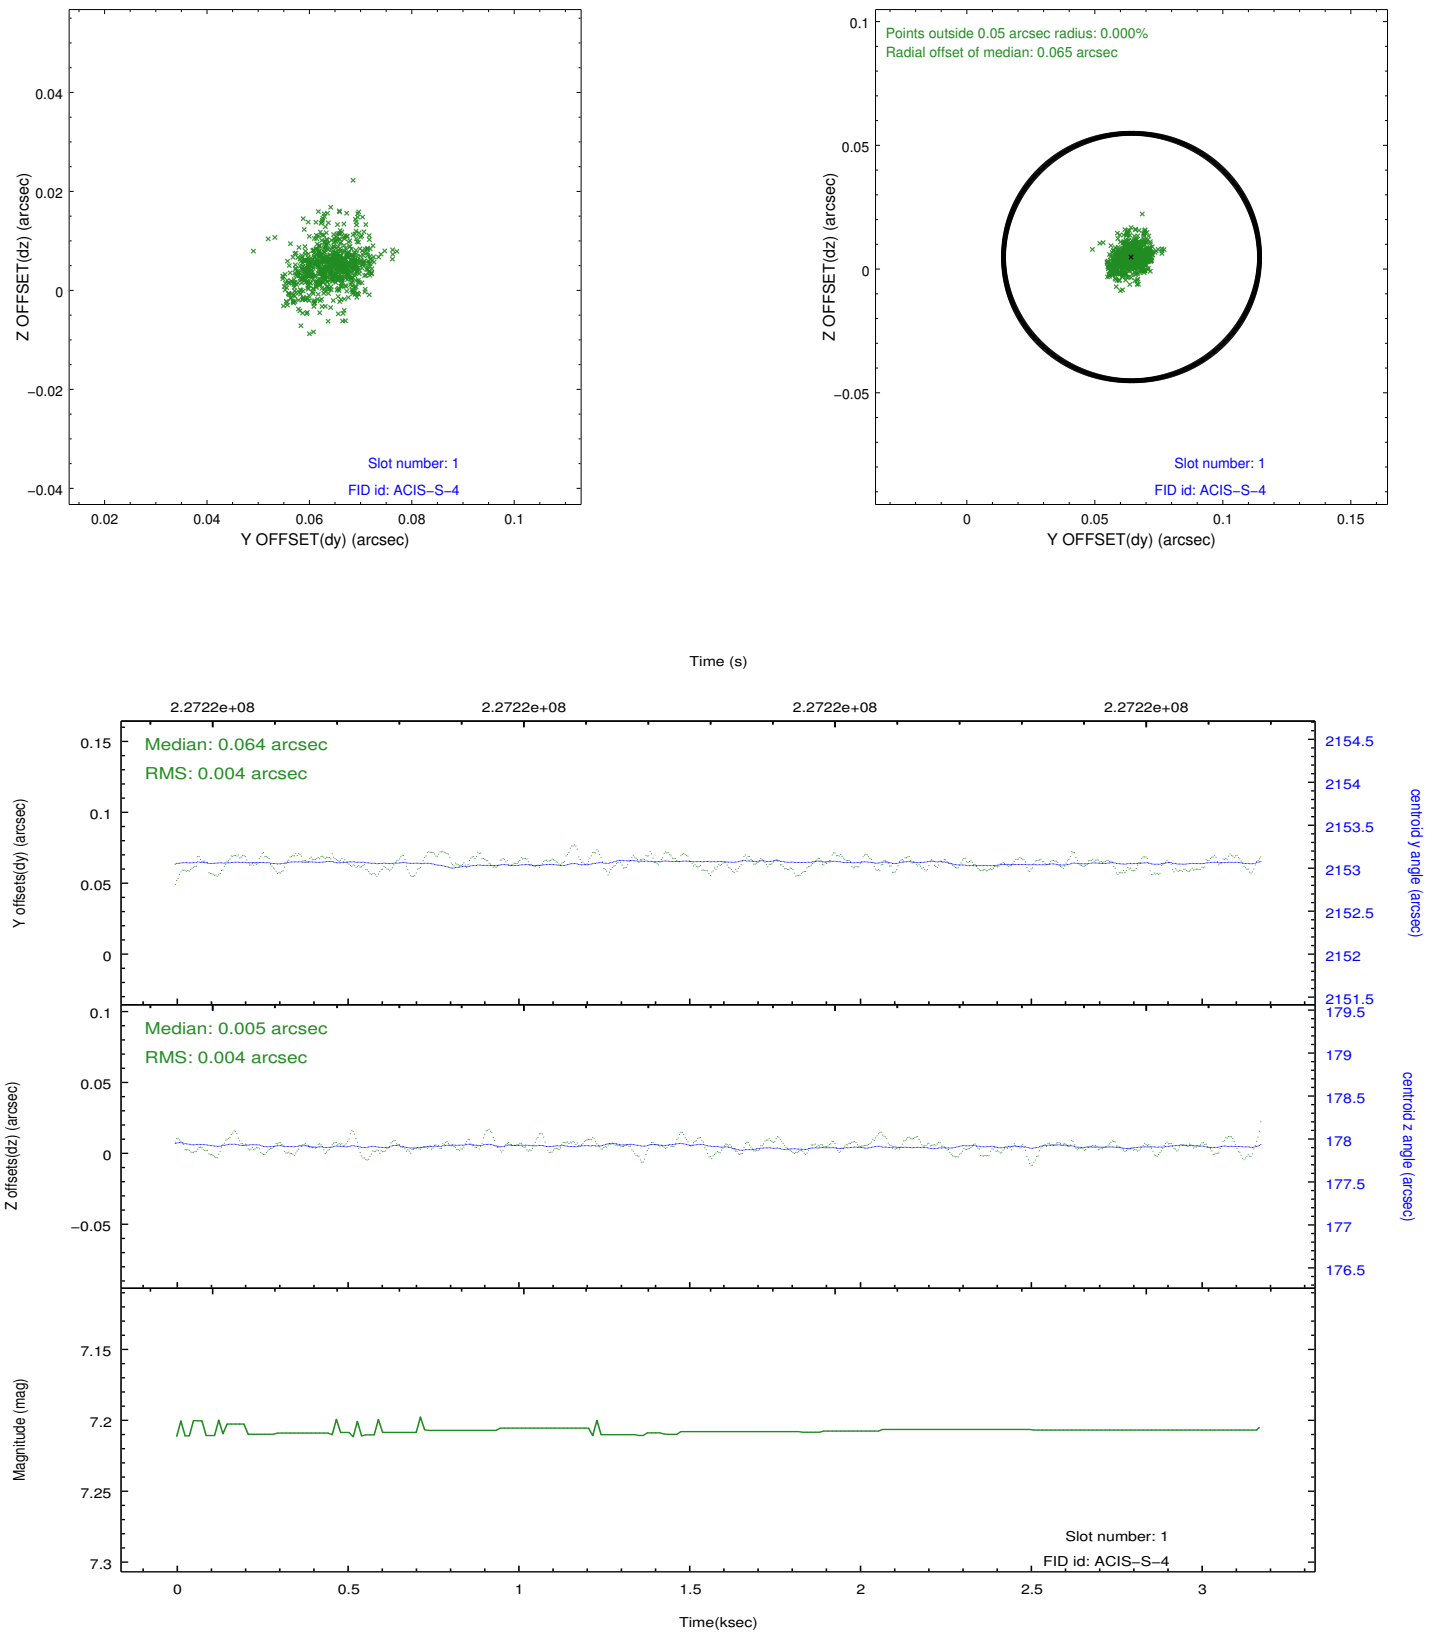 0.04
0.02
0
−0.02
−0.04
Z OFFSET(dz) (arcsec)
Slot number: 1
FID id: ACIS−S−4
0.02 0.04 0.06 0.08 0.1
Y OFFSET(dy) (arcsec)
Points outside 0.05 arcsec radius: 0.000%
Radial offset of median: 0.065 arcsec
0.1
0.05
0
−0.05
Z OFFSET(dz) (arcsec)
Slot number: 1
FID id: ACIS−S−4
0 0.05 0.1 0.15
Y OFFSET(dy) (arcsec)
Time (s)
2.2722e+08 2.2722e+08 2.2722e+08 2.2722e+08
Median: 0.064 arcsec
RMS: 0.004 arcsec
0.15
0.1
0.05
0
Y offsets(dy) (arcsec)
2154.5
2154
2153.5
2153
2152.5
2152
2151.5
centroid y angle (arcsec)
Median: 0.005 arcsec
RMS: 0.004 arcsec
0.1
0.05
0
−0.05
Z offsets(dz) (arcsec)
179.5
179
178.5
178
177.5
177
176.5
centroid z angle (arcsec)
7.15
7.2
7.25
7.3
Magnitude (mag)
Slot number: 1
FID id: ACIS−S−4
0 0.5 1 1.5 2 2.5 3
Time(ksec)